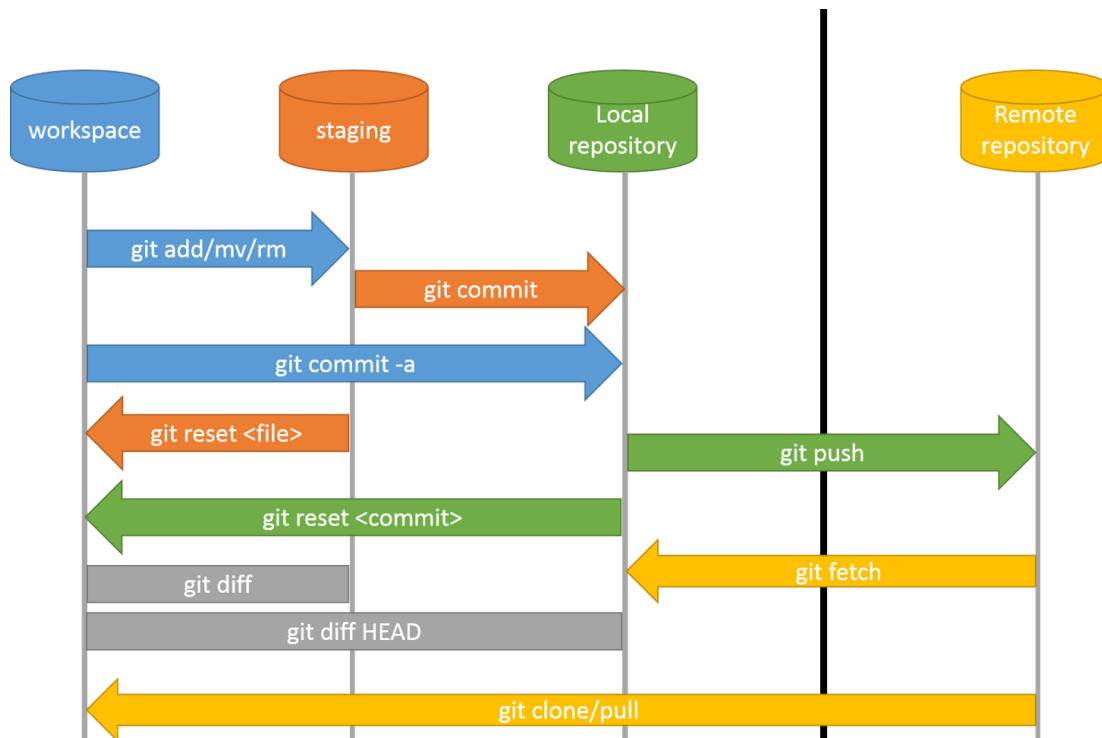 workspace
staging
Local
repository
Remote
repository
git add/mv/rm
git commit
git commit -a
git reset <file>
git push
git reset <commit>
git fetch
git diff
git diff HEAD
git clone/pull